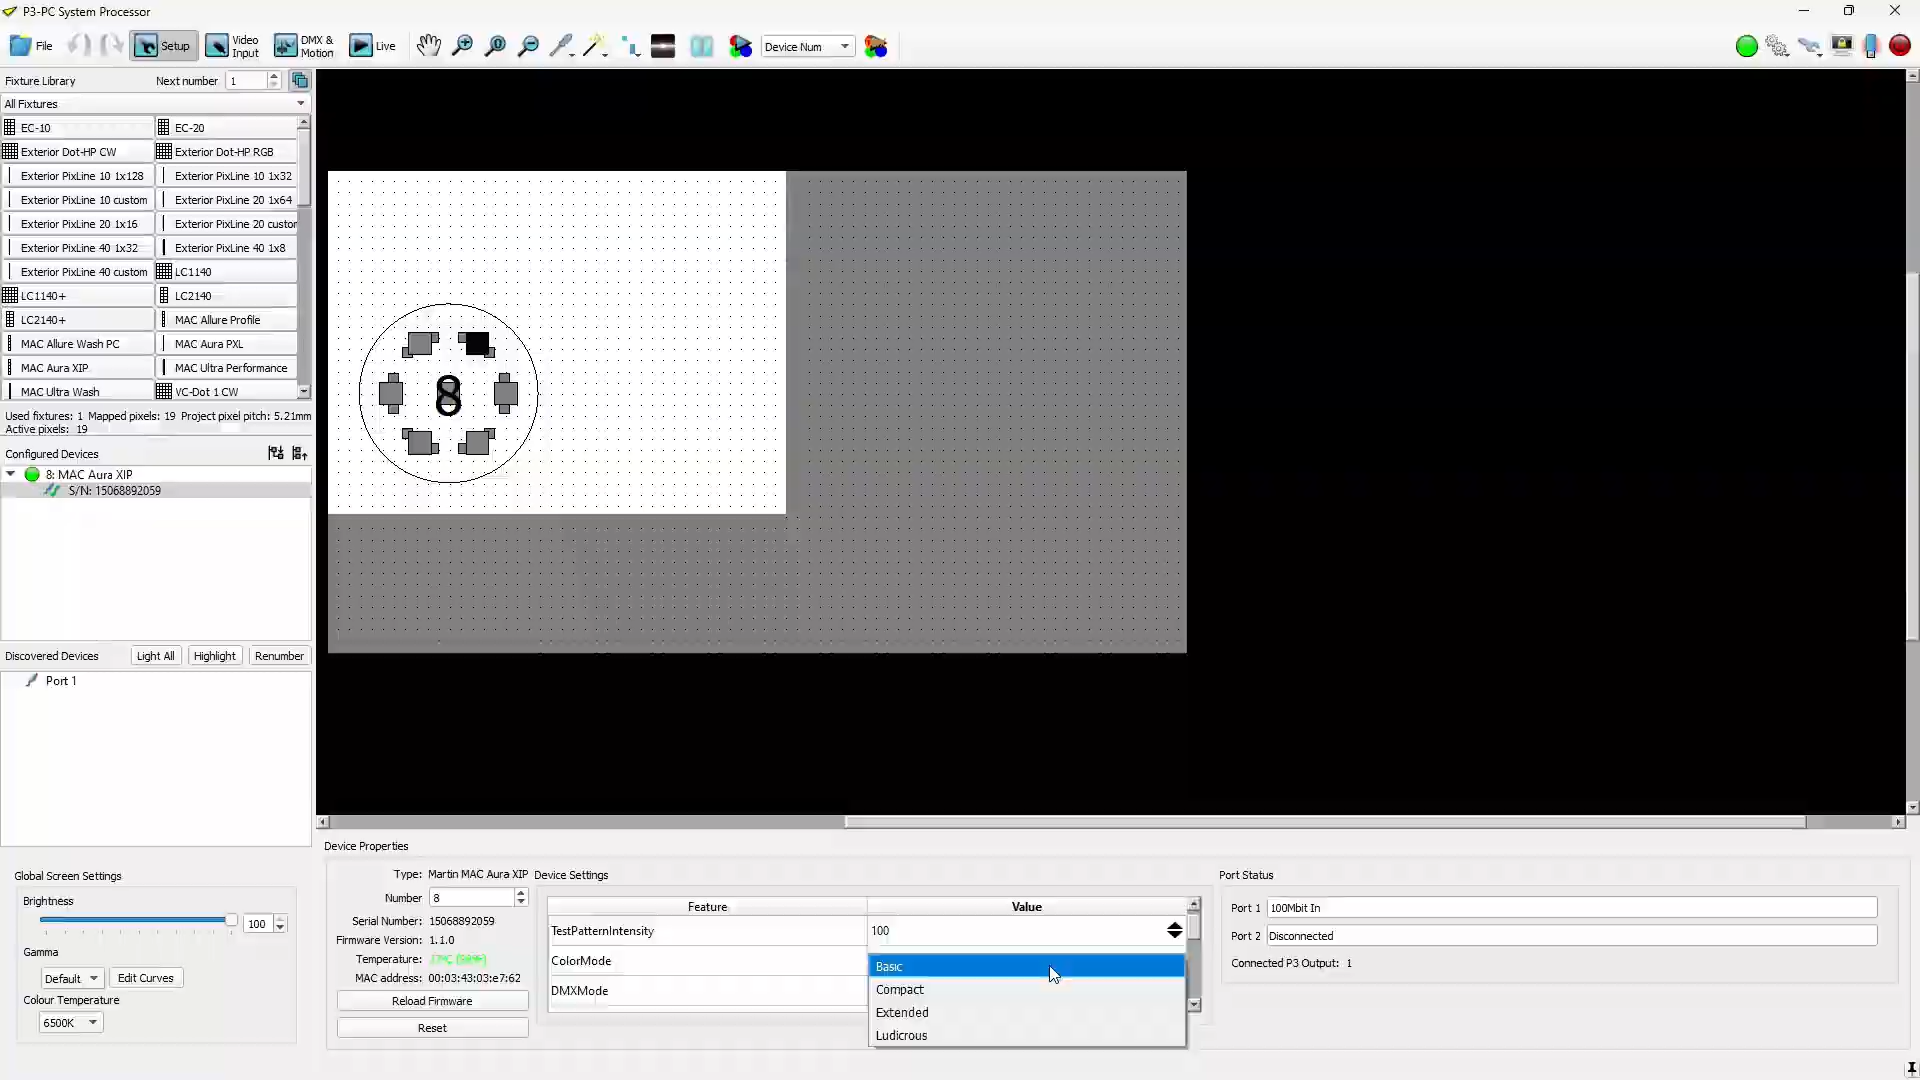 P3-PC System Processor
File
Setup
Video Input
DMX & Motion
Live
Device Num
Fixture Library
Next number
1
All Fixtures
EC-10
EC-20
Exterior Dot-HP CW
Exterior Dot-HP RGB
Exterior PixLine 10 1x128
Exterior PixLine 10 1x32
Exterior PixLine 10 custom
Exterior PixLine 20 1x64
Exterior PixLine 20 1x16
Exterior PixLine 20 custor
Exterior PixLine 40 1x32
Exterior PixLine 40 1x8
Exterior PixLine 40 custom
LC1140
LC1140+
LC2140
LC2140+
MAC Allure Profile
MAC Allure Wash PC
MAC Aura PXL
MAC Aura XIP
MAC Ultra Performance
MAC Ultra Wash
VC-Dot 1 CW
Used fixtures: 1 Mapped pixels: 19 Project pixel pitch: 5.21mm
Active pixels: 19
Configured Devices
8: MAC Aura XIP
S/N: 15068892059
8
Discovered Devices
Light All
Highlight
Renumber
Port 1
Global Screen Settings
Brightness
100
Gamma
Default
Edit Curves
Colour Temperature
6500K
Device Properties
Type: Martin MAC Aura XIP
Number 8
Serial Number: 15068892059
Firmware Version: 1.1.0
Temperature:
MAC address: 00:03:43:03:e7:62
Reload Firmware
Reset
Device Settings
Feature
Value
TestPatternIntensity
100
ColorMode
DMXMode
Basic
Compact
Extended
Ludicrous
Port Status
Port 1 100Mbit In
Port 2 Disconnected
Connected P3 Output: 1